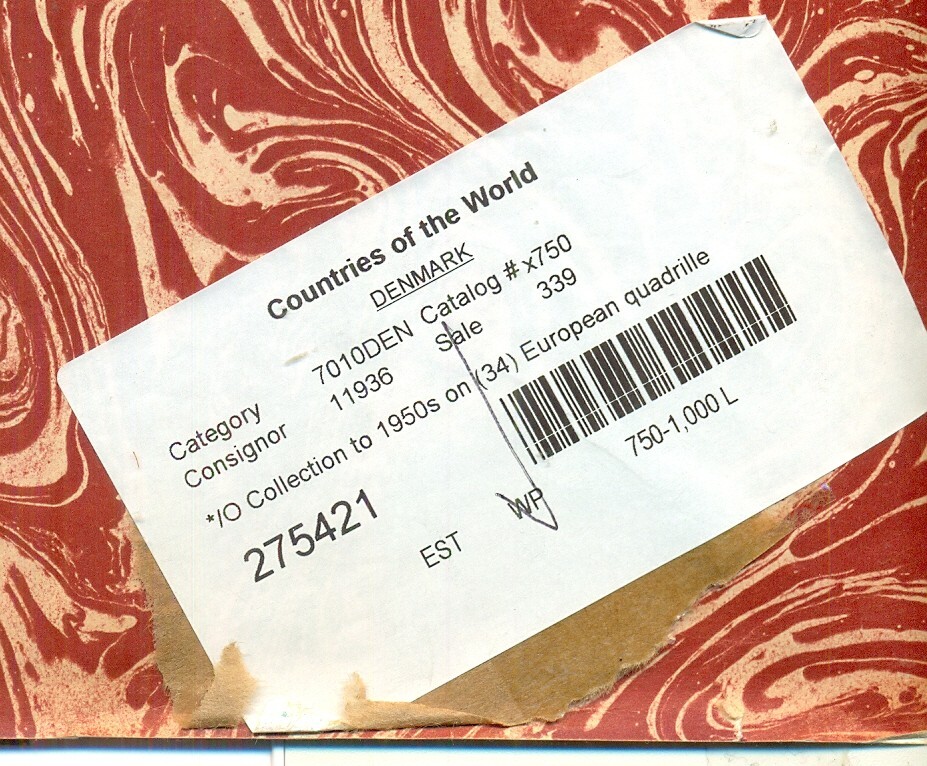 Countries of the World
DENMARK
Category 7010DEN Catalog # x750
Consignor 11936 Sale 339
*/O Collection to 1950s on (34) European quadrille
275421
EST WP 750-1,000 L